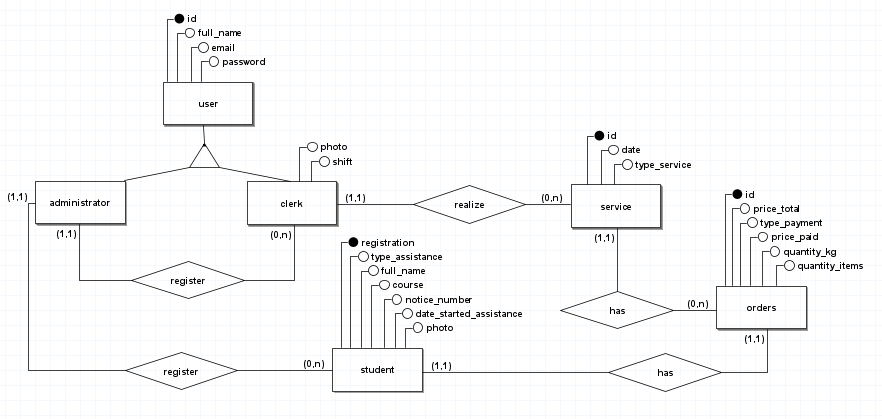 id
full_name
email
password
user
photo
shift
id
date
type_service
(1,1)
administrator
clerk
(1,1)
realize
(0,n)
service
id
price_total
type_payment
price_paid
quantity_kg
quantity_items
(1,1)
(0,n)
(1,1)
registration
type_assistance
full_name
course
notice_number
date_started_assistance
photo
register
has
(0,n)
orders
(1,1)
register
(0,n)
student
(1,1)
has